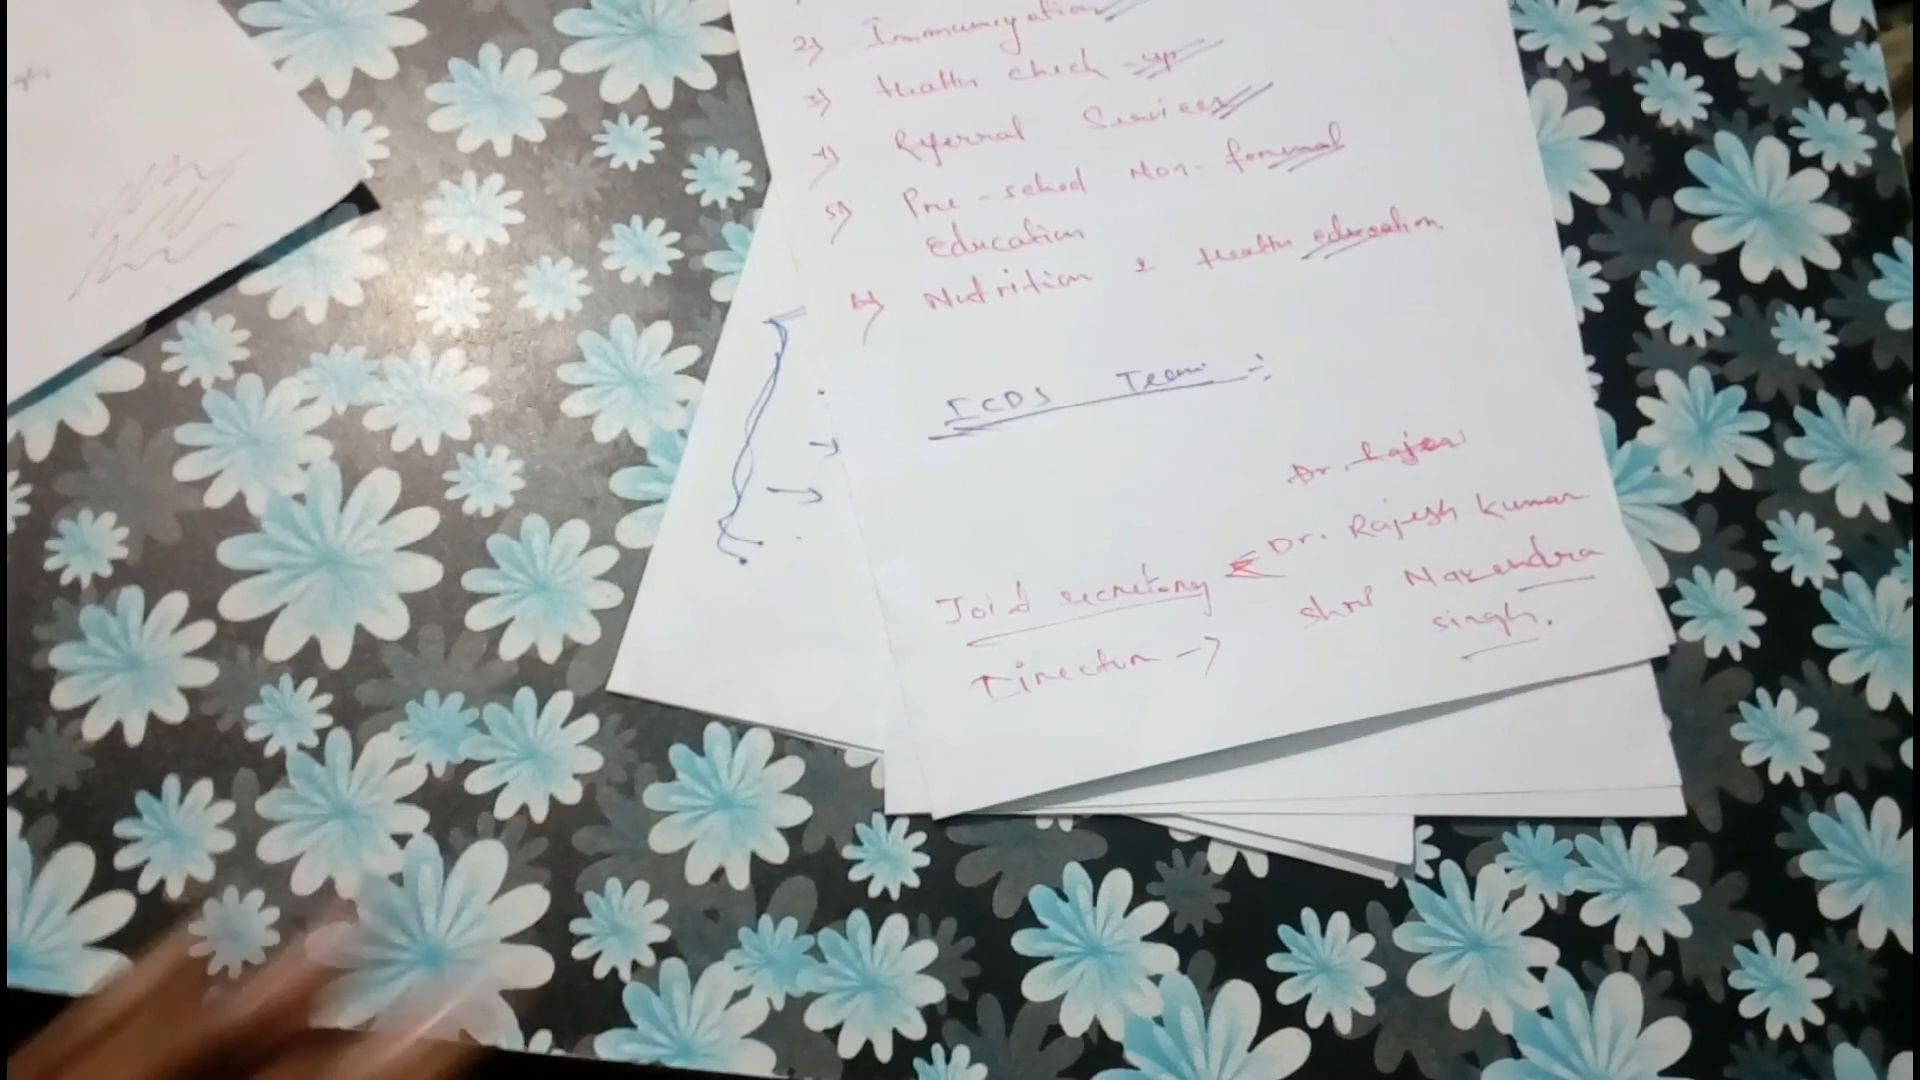 2) Immunization
3) Health check-up
4) Referral Services
5) Pre-school Non-formal
Education
6) Nutrition & Health education
ICDS Team :-
Dr. Rajesh Kumar
Joid secretary
Shri Narendra
Singh.
Director →